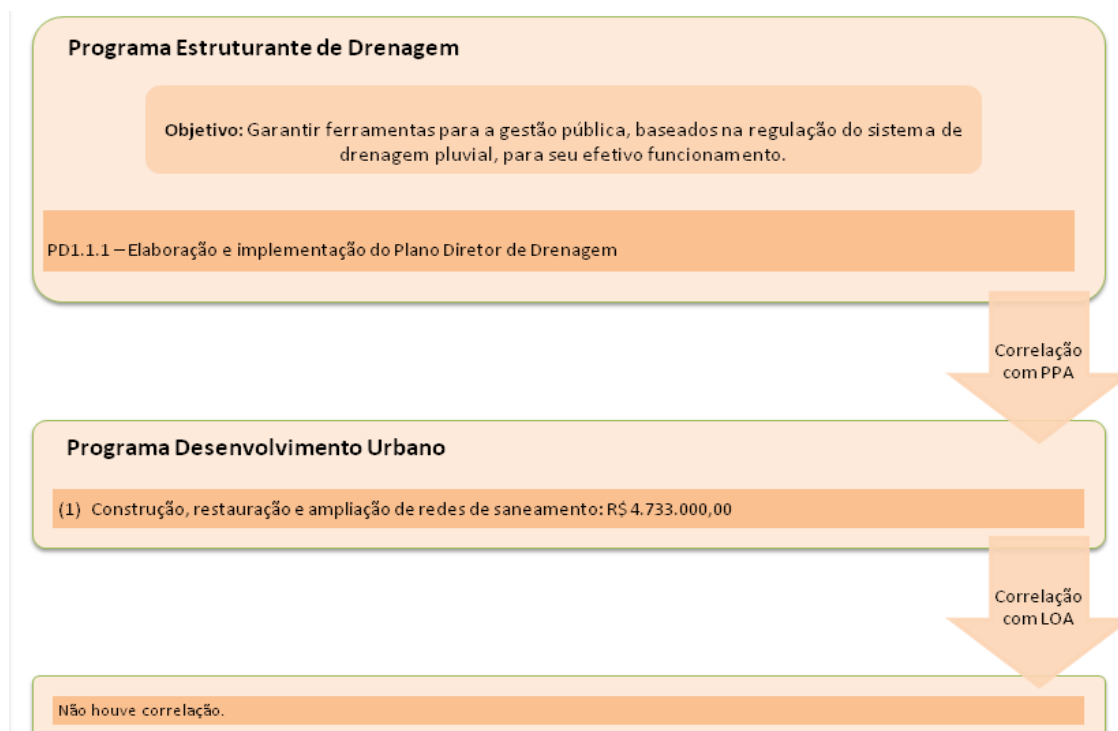 Programa Estruturante de Drenagem
Objetivo: Garantir ferramentas para a gestão pública, baseados na regulação do sistema de
drenagem pluvial, para seu efetivo funcionamento.
PD1.1.1 – Elaboração e implementação do Plano Diretor de Drenagem
Correlação
com PPA
Programa Desenvolvimento Urbano
(1) Construção, restauração e ampliação de redes de saneamento: R$ 4.733.000,00
Correlação
com LOA
Não houve correlação.